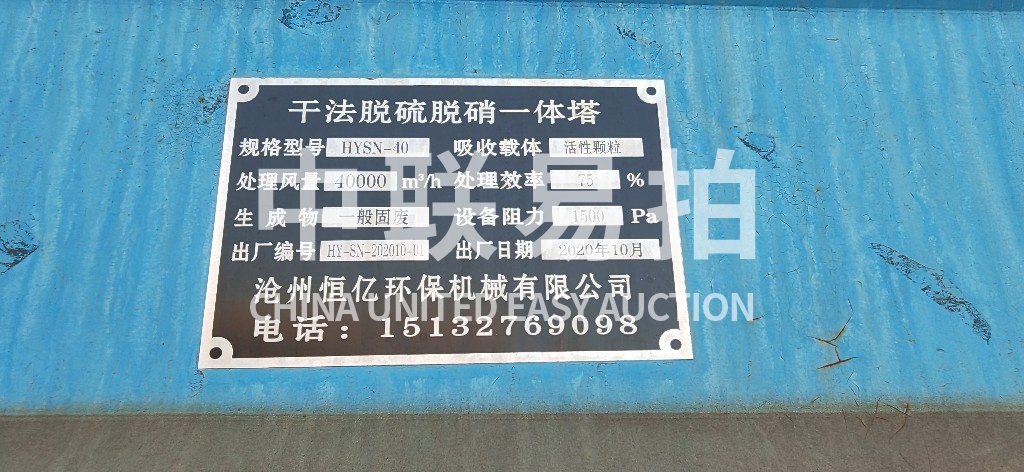 干法脱硫脱硝一体塔
规格型号 HYSN-40 吸收载体 活性颗粒
处理风量 40000 m³/h 处理效率 75 %
生成物 一般固废 设备阻力 1500 Pa
出厂编号 HY-SN-202010-01 出厂日期 2020年10月
沧州恒亿环保机械有限公司
电话: 15132769098
中联易拍
CHINA UNITED EASY AUCTION